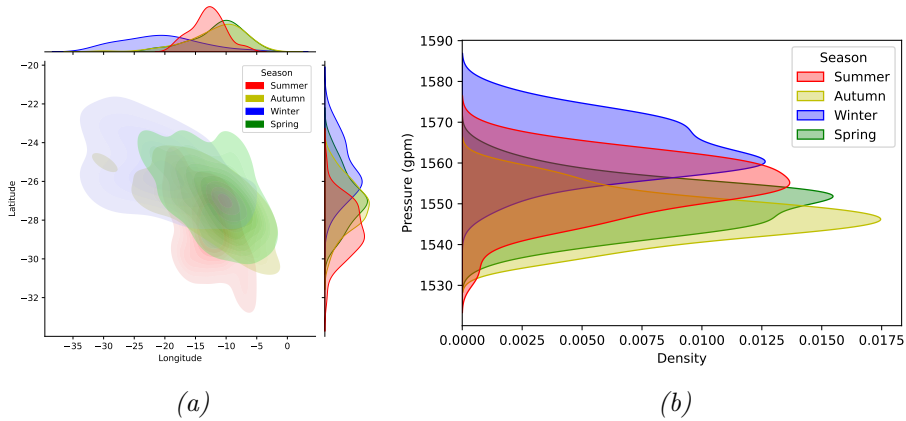 −20
−22
−24
−26
−28
−30
−32
Latitude
−35 −30 −25 −20 −15 −10 −5 0
Longitude
Season
Summer
Autumn
Winter
Spring
(a)
1590
1580
1570
1560
1550
1540
1530
Pressure (gpm)
0.0000 0.0025 0.0050 0.0075 0.0100 0.0125 0.0150 0.0175
Density
Season
Summer
Autumn
Winter
Spring
(b)